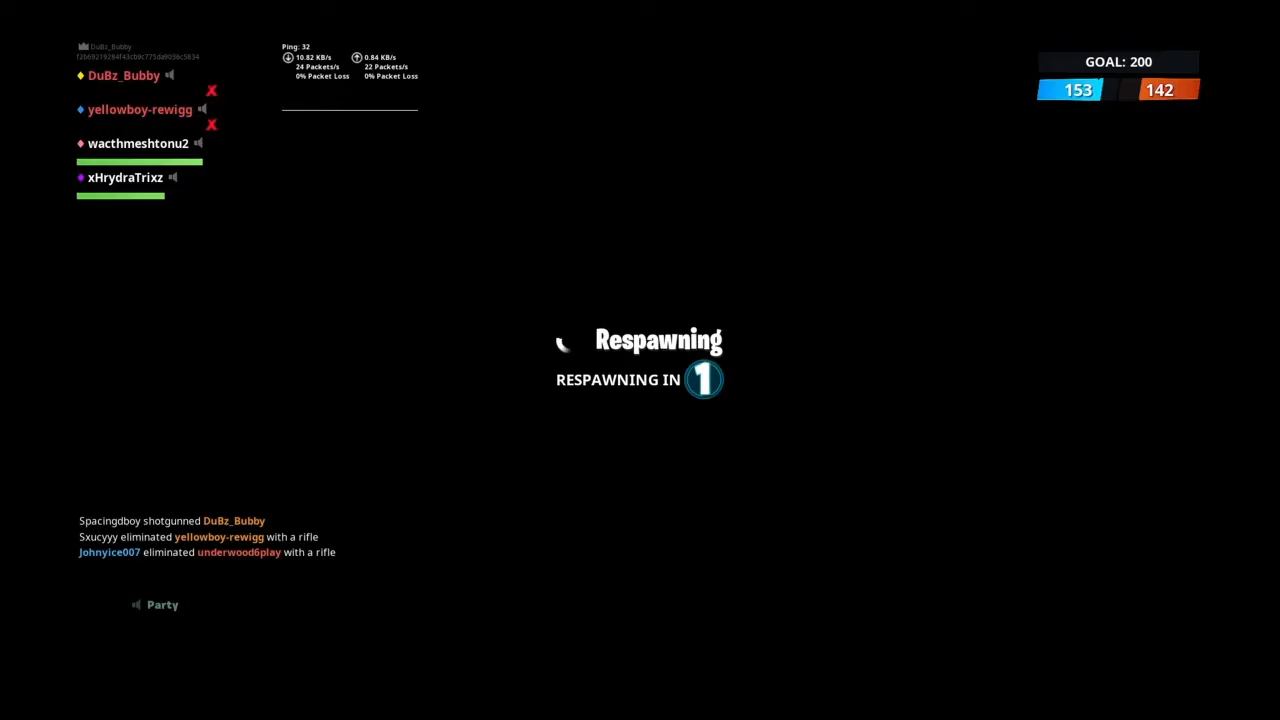 DuBz_Bubby
DuBz_Bubby
yellowboy-rewigg
wacthmeshtonu2
xHrydraTrixz
Ping: 32
10.82 KB/s 0.84 KB/s
24 Packets/s 22 Packets/s
0% Packet Loss 0% Packet Loss
GOAL: 200
153 142
Respawning
RESPAWNING IN 1
Spacingdboy shotgunned DuBz_Bubby
Sxucyyy eliminated yellowboy-rewigg with a rifle
Johnyice007 eliminated underwood6play with a rifle
Party